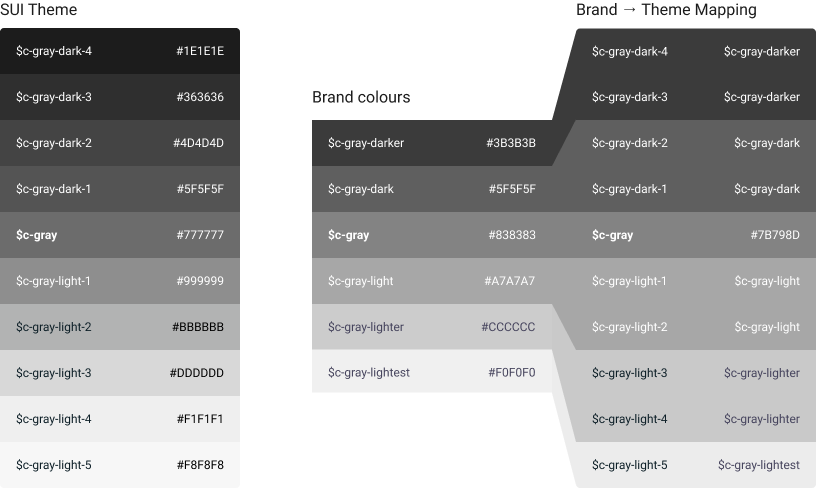 SUI Theme
$c-gray-dark-4 #1E1E1E
$c-gray-dark-3 #363636
$c-gray-dark-2 #4D4D4D
$c-gray-dark-1 #5F5F5F
$c-gray #777777
$c-gray-light-1 #999999
$c-gray-light-2 #BBBBBB
$c-gray-light-3 #DDDDDD
$c-gray-light-4 #F1F1F1
$c-gray-light-5 #F8F8F8
Brand colours
$c-gray-darker #3B3B3B
$c-gray-dark #5F5F5F
$c-gray #838383
$c-gray-light #A7A7A7
$c-gray-lighter #CCCCCC
$c-gray-lightest #F0F0F0
Brand → Theme Mapping
$c-gray-dark-4 $c-gray-darker
$c-gray-dark-3 $c-gray-darker
$c-gray-dark-2 $c-gray-dark
$c-gray-dark-1 $c-gray-dark
$c-gray #7B798D
$c-gray-light-1 $c-gray-light
$c-gray-light-2 $c-gray-light
$c-gray-light-3 $c-gray-lighter
$c-gray-light-4 $c-gray-lighter
$c-gray-light-5 $c-gray-lightest